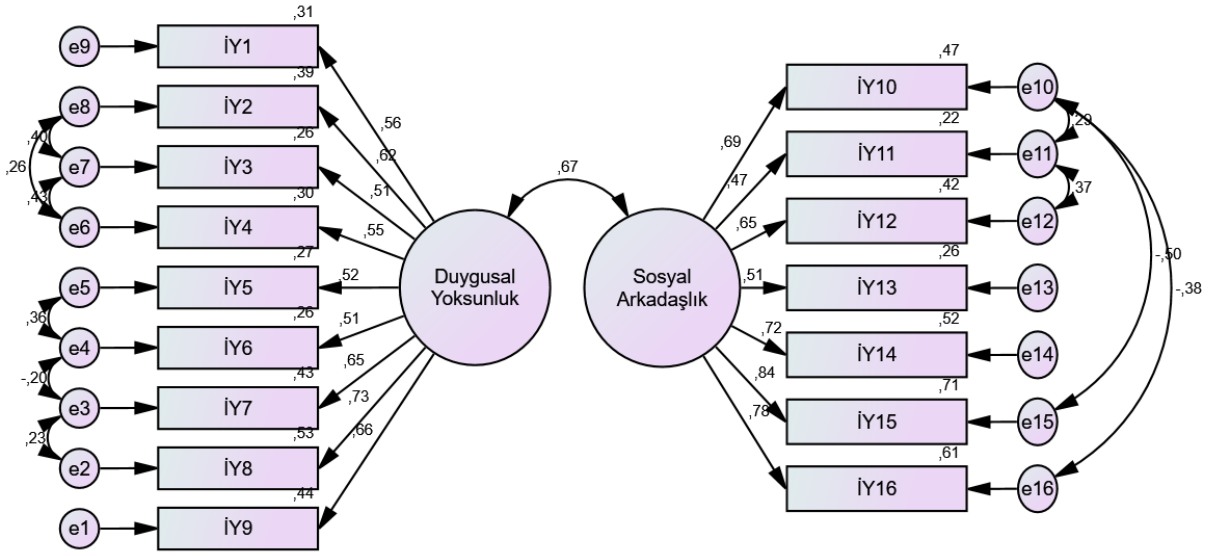 ,31
e9
İY1
,39
e8
İY2
,26
e7
İY3
,30
e6
İY4
,27
e5
İY5
,26
e4
İY6
,43
e3
İY7
,53
e2
İY8
,44
e1
İY9
,40
,26
,43
,36
-,20
,23
,56
,62
,51
,55
,52
,51
,65
,73
,66
Duygusal
Yoksunluk
,67
Sosyal
Arkadaşlık
,69
,47
,65
,51
,72
,84
,78
,47
İY10
e10
,22
İY11
e11
,42
İY12
e12
,26
İY13
e13
,52
İY14
e14
,71
İY15
e15
,61
İY16
e16
,29
,37
-,50
-,38